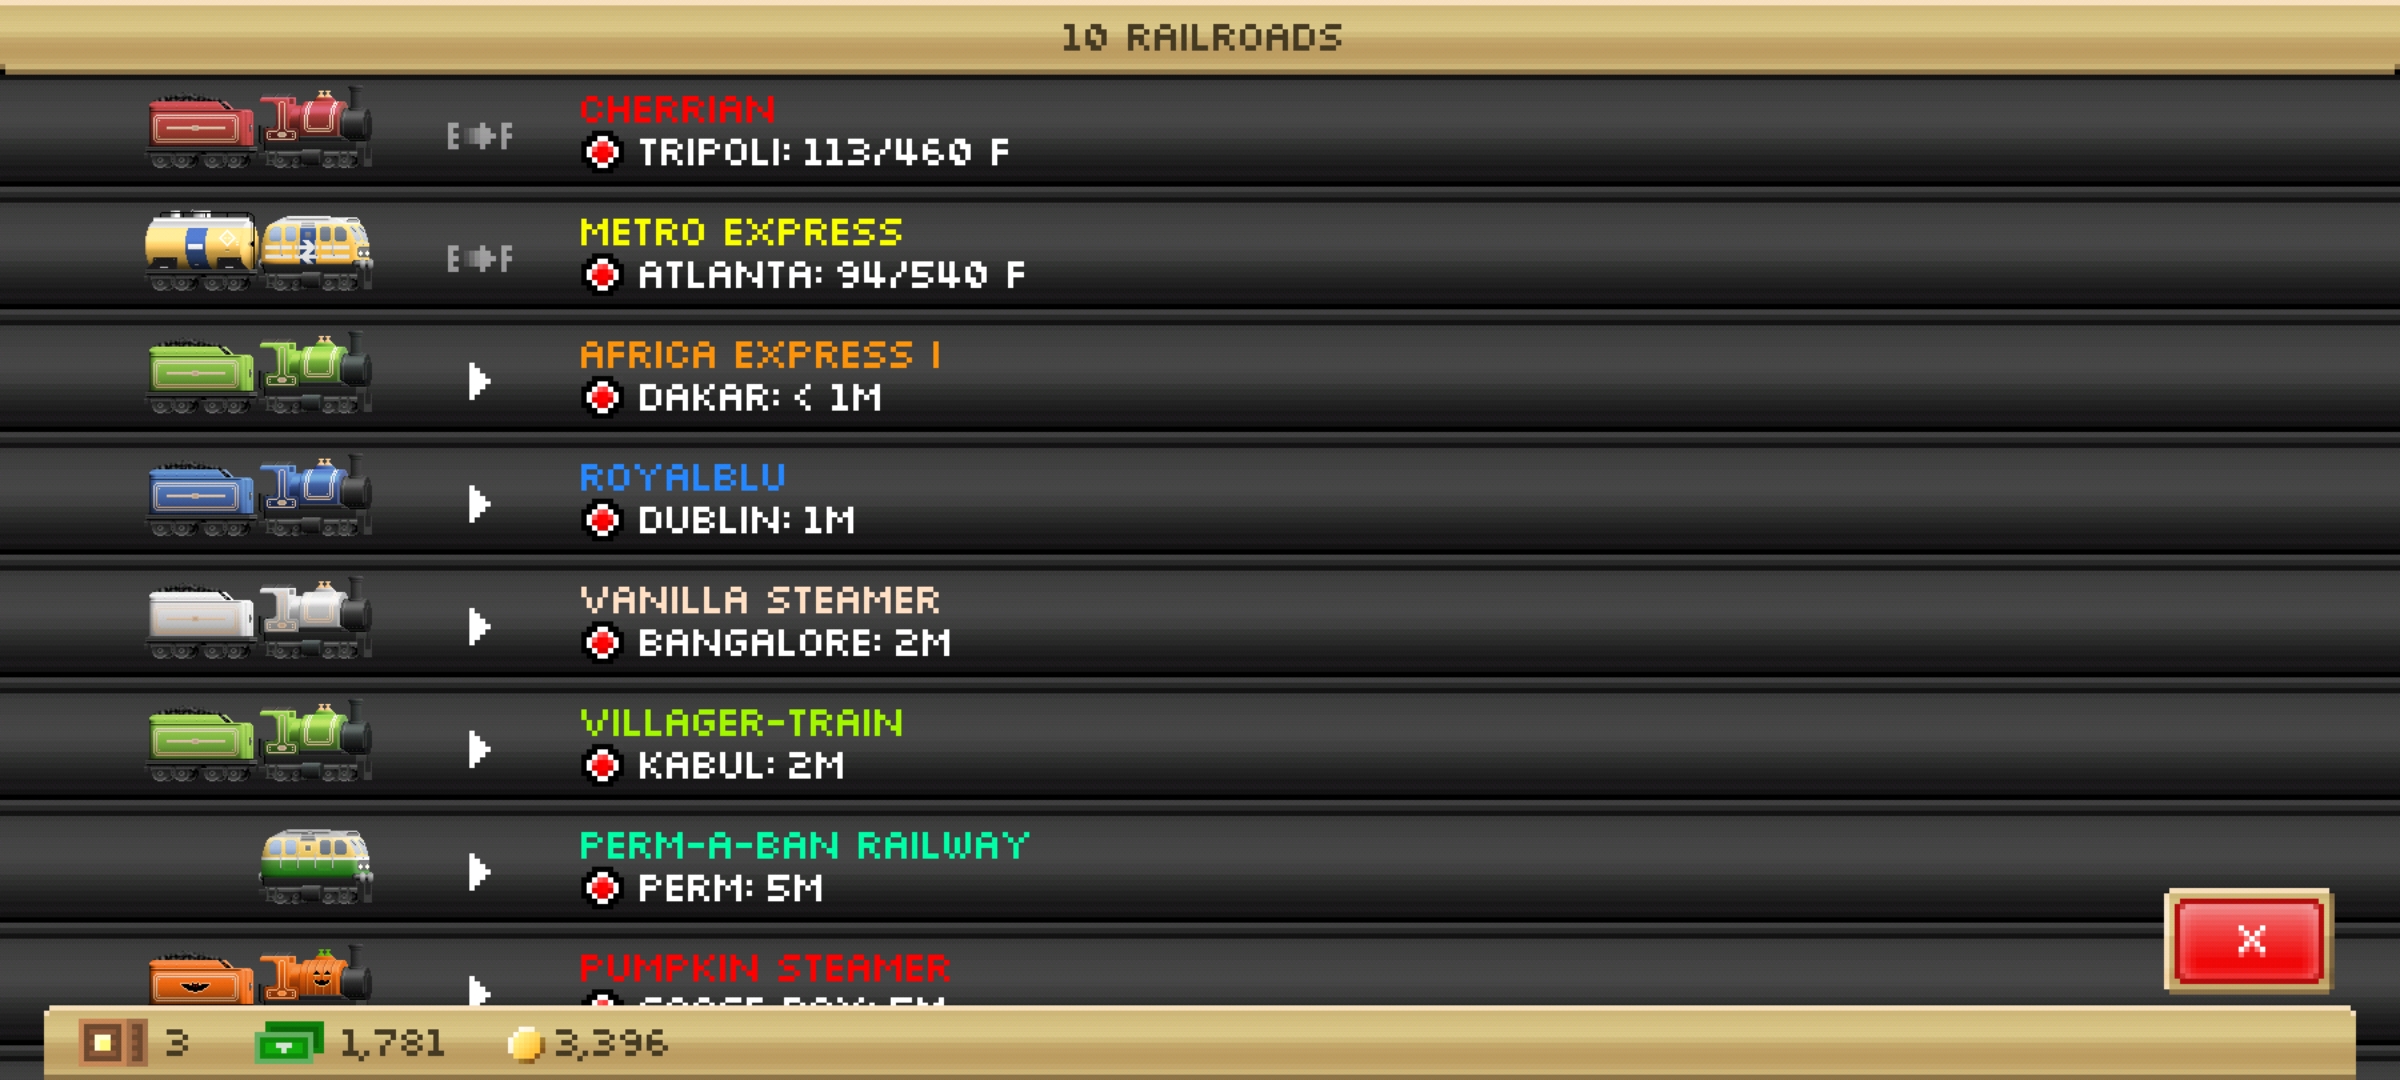 10 RAILROADS
CHERRIAN
E F
TRIPOLI: 113/460 F
METRO EXPRESS
E F
ATLANTA: 94/540 F
AFRICA EXPRESS I
DAKAR: < 1M
ROYALBLU
DUBLIN: 1M
VANILLA STEAMER
BANGALORE: 2M
VILLAGER-TRAIN
KABUL: 2M
PERM-A-BAN RAILWAY
PERM: 5M
PUMPKIN STEAMER
X
3 1,781 3,396